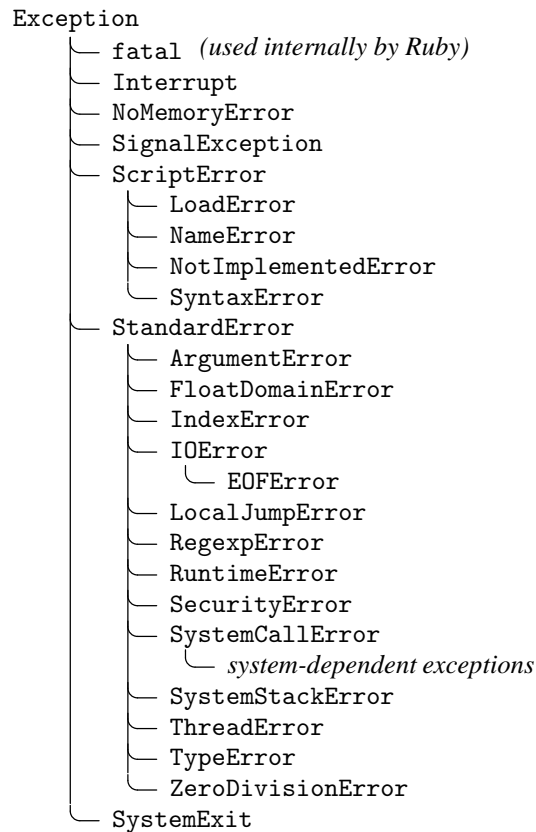 Exception
fatal (used internally by Ruby)
Interrupt
NoMemoryError
SignalException
ScriptError
LoadError
NameError
NotImplementedError
SyntaxError
StandardError
ArgumentError
FloatDomainError
IndexError
IOError
EOFError
LocalJumpError
RegexpError
RuntimeError
SecurityError
SystemCallError
system-dependent exceptions
SystemStackError
ThreadError
TypeError
ZeroDivisionError
SystemExit